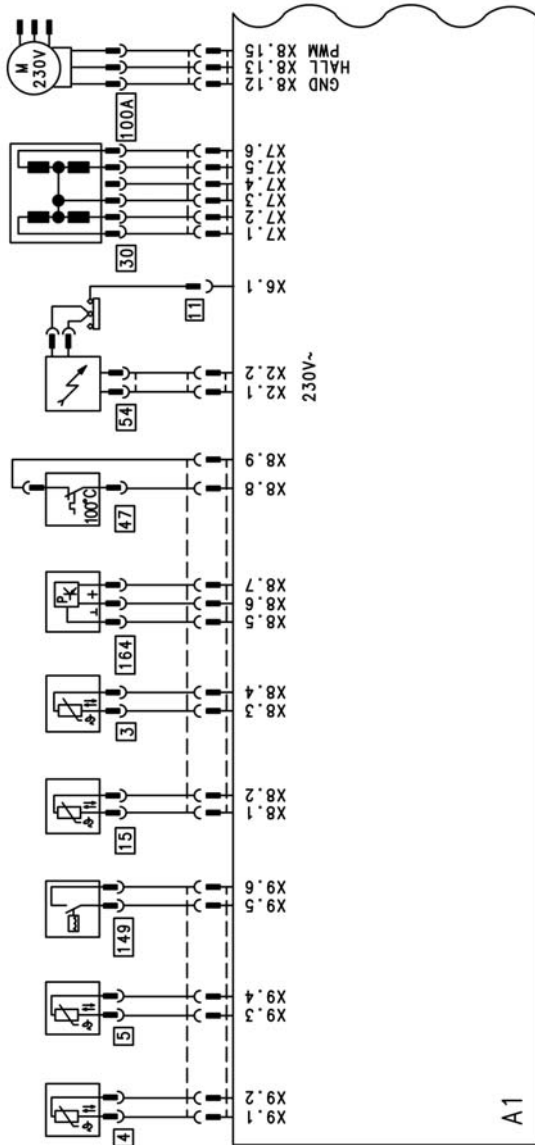 M
230V
100A
X8.15 PWM
X8.13 HALL
X8.12 GND
30
X7.6
X7.5
X7.4
X7.3
X7.2
X7.1
11
X6.1
54
X2.2
X2.1
230V~
47
100°C
X8.9
X8.8
164
P
K
+
⊥
X8.7
X8.6
X8.5
3
X8.4
X8.3
15
X8.2
X8.1
149
X9.6
X9.5
5
X9.4
X9.3
4
X9.2
X9.1
A1